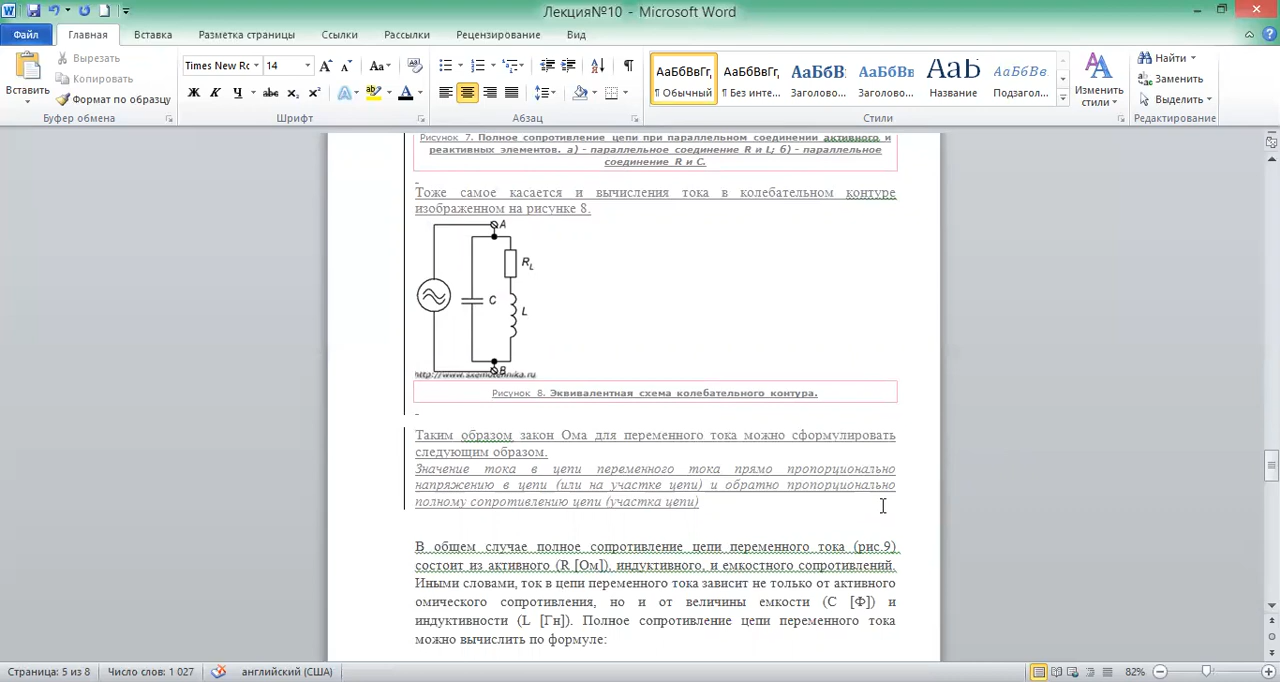 Лекция№10 - Microsoft Word
Файл
Главная
Вставка
Разметка страницы
Ссылки
Рассылки
Рецензирование
Вид
Вставить
Вырезать
Копировать
Формат по образцу
Буфер обмена
Times New Rc
14
Шрифт
Абзац
АаБбВвГг,
¶ Обычный
АаБбВвГг,
¶ Без инте...
АаБбВ
Заголово...
АаБбВв
Заголово...
АаБ
Название
АаБбВв
Подзагол...
Изменить стили
Стили
Найти
Заменить
Выделить
Редактирование
Рисунок 7. Полное сопротивление цепи при параллельном соединении активного и
реактивных элементов. а) - параллельное соединение R и L; б) - параллельное
соединение R и C.
Тоже самое касается и вычисления тока в колебательном контуре
изображенном на рисунке 8.
A
RL
C
L
B
http://www.sxemotehnika.ru
Рисунок 8. Эквивалентная схема колебательного контура.
Таким образом закон Ома для переменного тока можно сформулировать
следующим образом.
Значение тока в цепи переменного тока прямо пропорционально
напряжению в цепи (или на участке цепи) и обратно пропорционально
полному сопротивлению цепи (участка цепи)
В общем случае полное сопротивление цепи переменного тока (рис.9)
состоит из активного (R [Ом]), индуктивного, и емкостного сопротивлений.
Иными словами, ток в цепи переменного тока зависит не только от активного
омического сопротивления, но и от величины емкости (C [Ф]) и
индуктивности (L [Гн]). Полное сопротивление цепи переменного тока
можно вычислить по формуле:
Страница: 5 из 8
Число слов: 1 027
английский (США)
82%